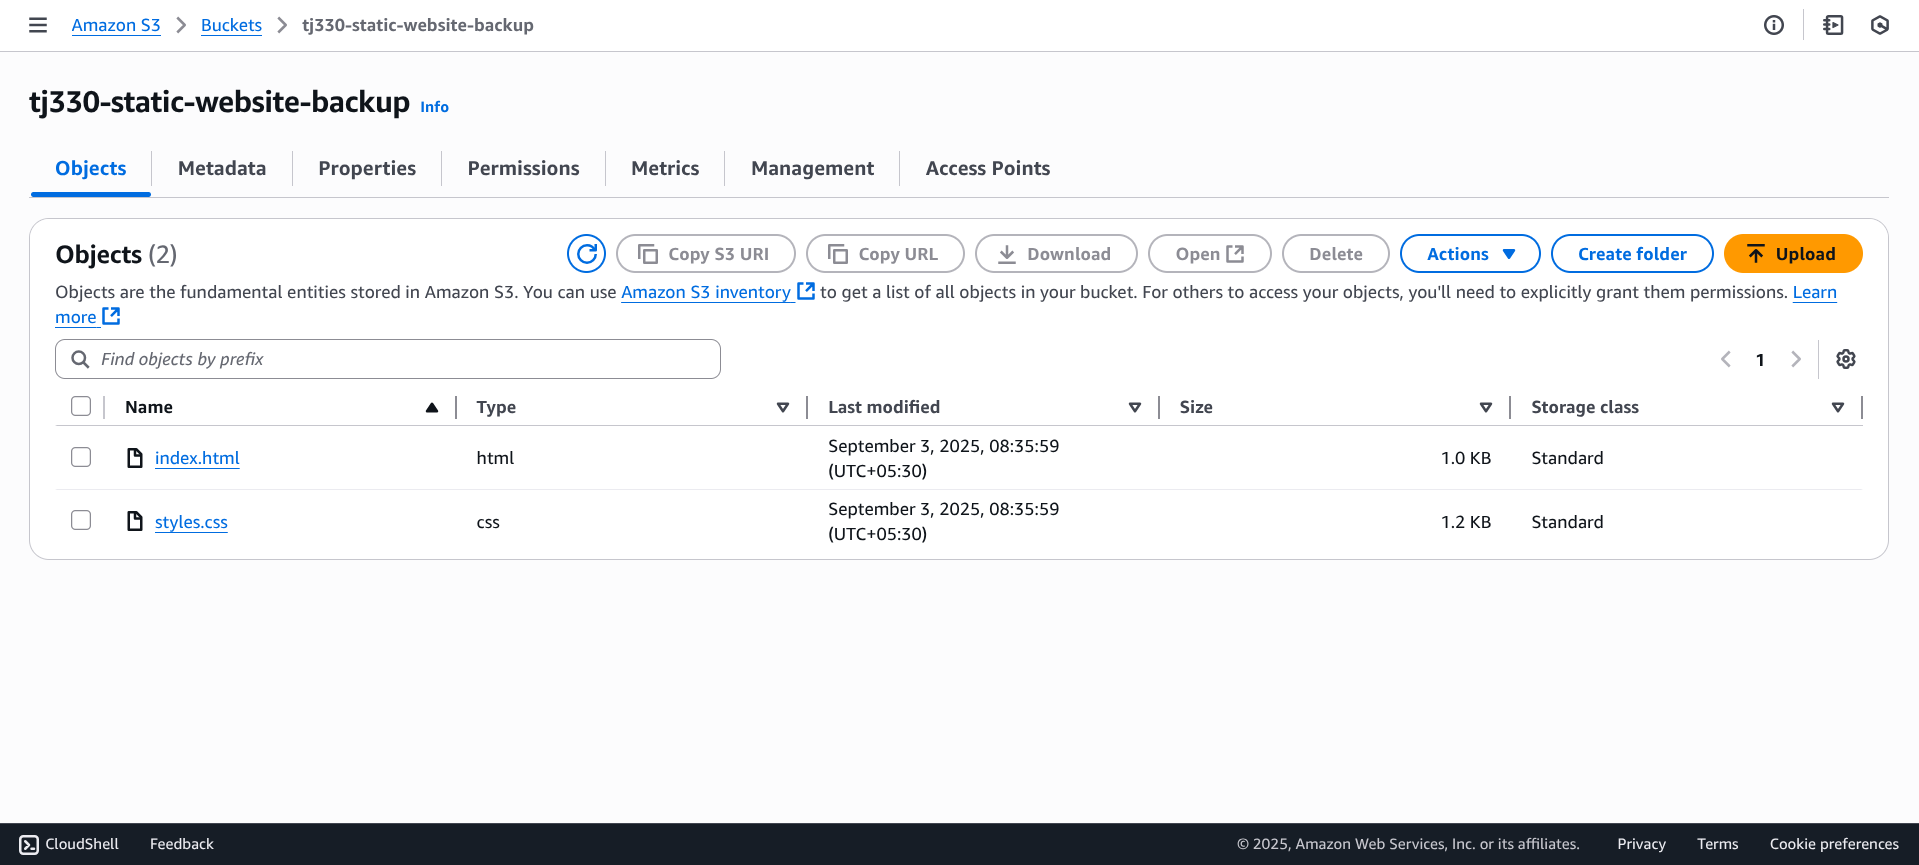 Amazon S3 Buckets tj330-static-website-backup
tj330-static-website-backup Info
Objects Metadata Properties Permissions Metrics Management Access Points
Objects (2) Copy S3 URI Copy URL Download Open Delete Actions Create folder Upload
Objects are the fundamental entities stored in Amazon S3. You can use Amazon S3 inventory to get a list of all objects in your bucket. For others to access your objects, you'll need to explicitly grant them permissions. Learn
more
Find objects by prefix 1
Name Type Last modified Size Storage class
index.html html September 3, 2025, 08:35:59 1.0 KB Standard
(UTC+05:30)
styles.css css September 3, 2025, 08:35:59 1.2 KB Standard
(UTC+05:30)
CloudShell Feedback © 2025, Amazon Web Services, Inc. or its affiliates. Privacy Terms Cookie preferences